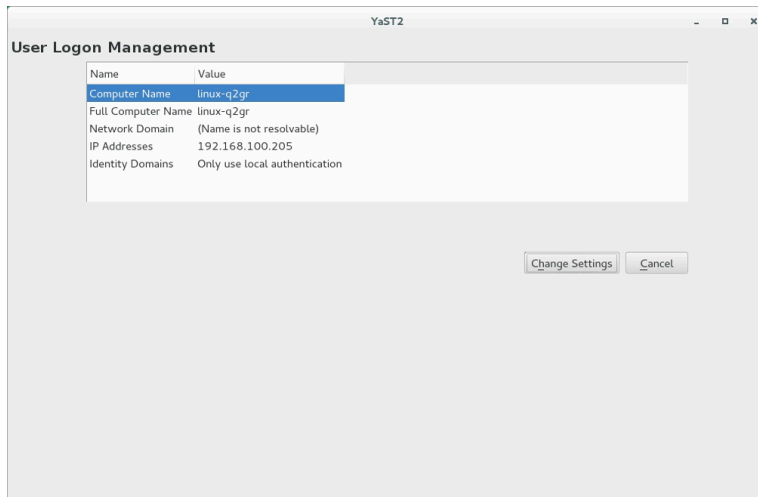 YaST2
User Logon Management
Name Value
Computer Name linux-q2gr
Full Computer Name linux-q2gr
Network Domain (Name is not resolvable)
IP Addresses 192.168.100.205
Identity Domains Only use local authentication
Change Settings Cancel